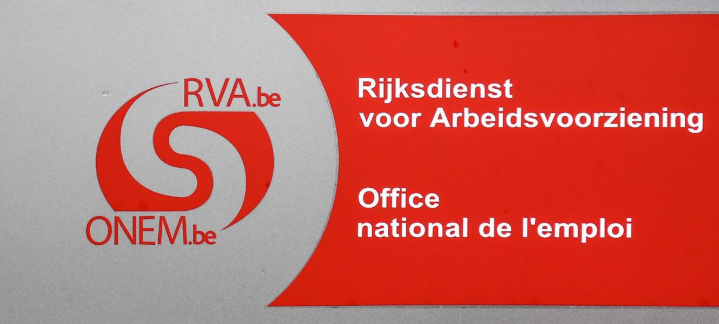 RVA.be
ONEM.be
Rijksdienst
voor Arbeidsvoorziening
Office
national de l'emploi